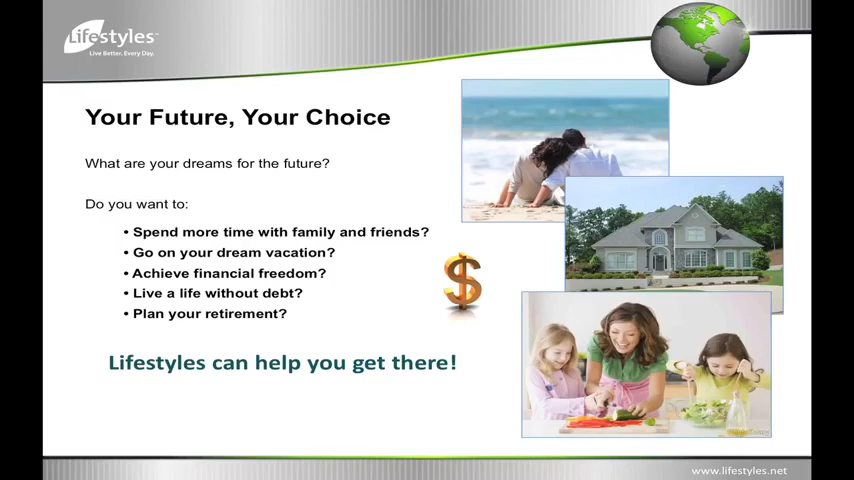 Lifestyles™
Live Better. Every Day.
Your Future, Your Choice
What are your dreams for the future?
Do you want to:
• Spend more time with family and friends?
• Go on your dream vacation?
• Achieve financial freedom?
• Live a life without debt?
• Plan your retirement?
$
Lifestyles can help you get there!
www.lifestyles.net